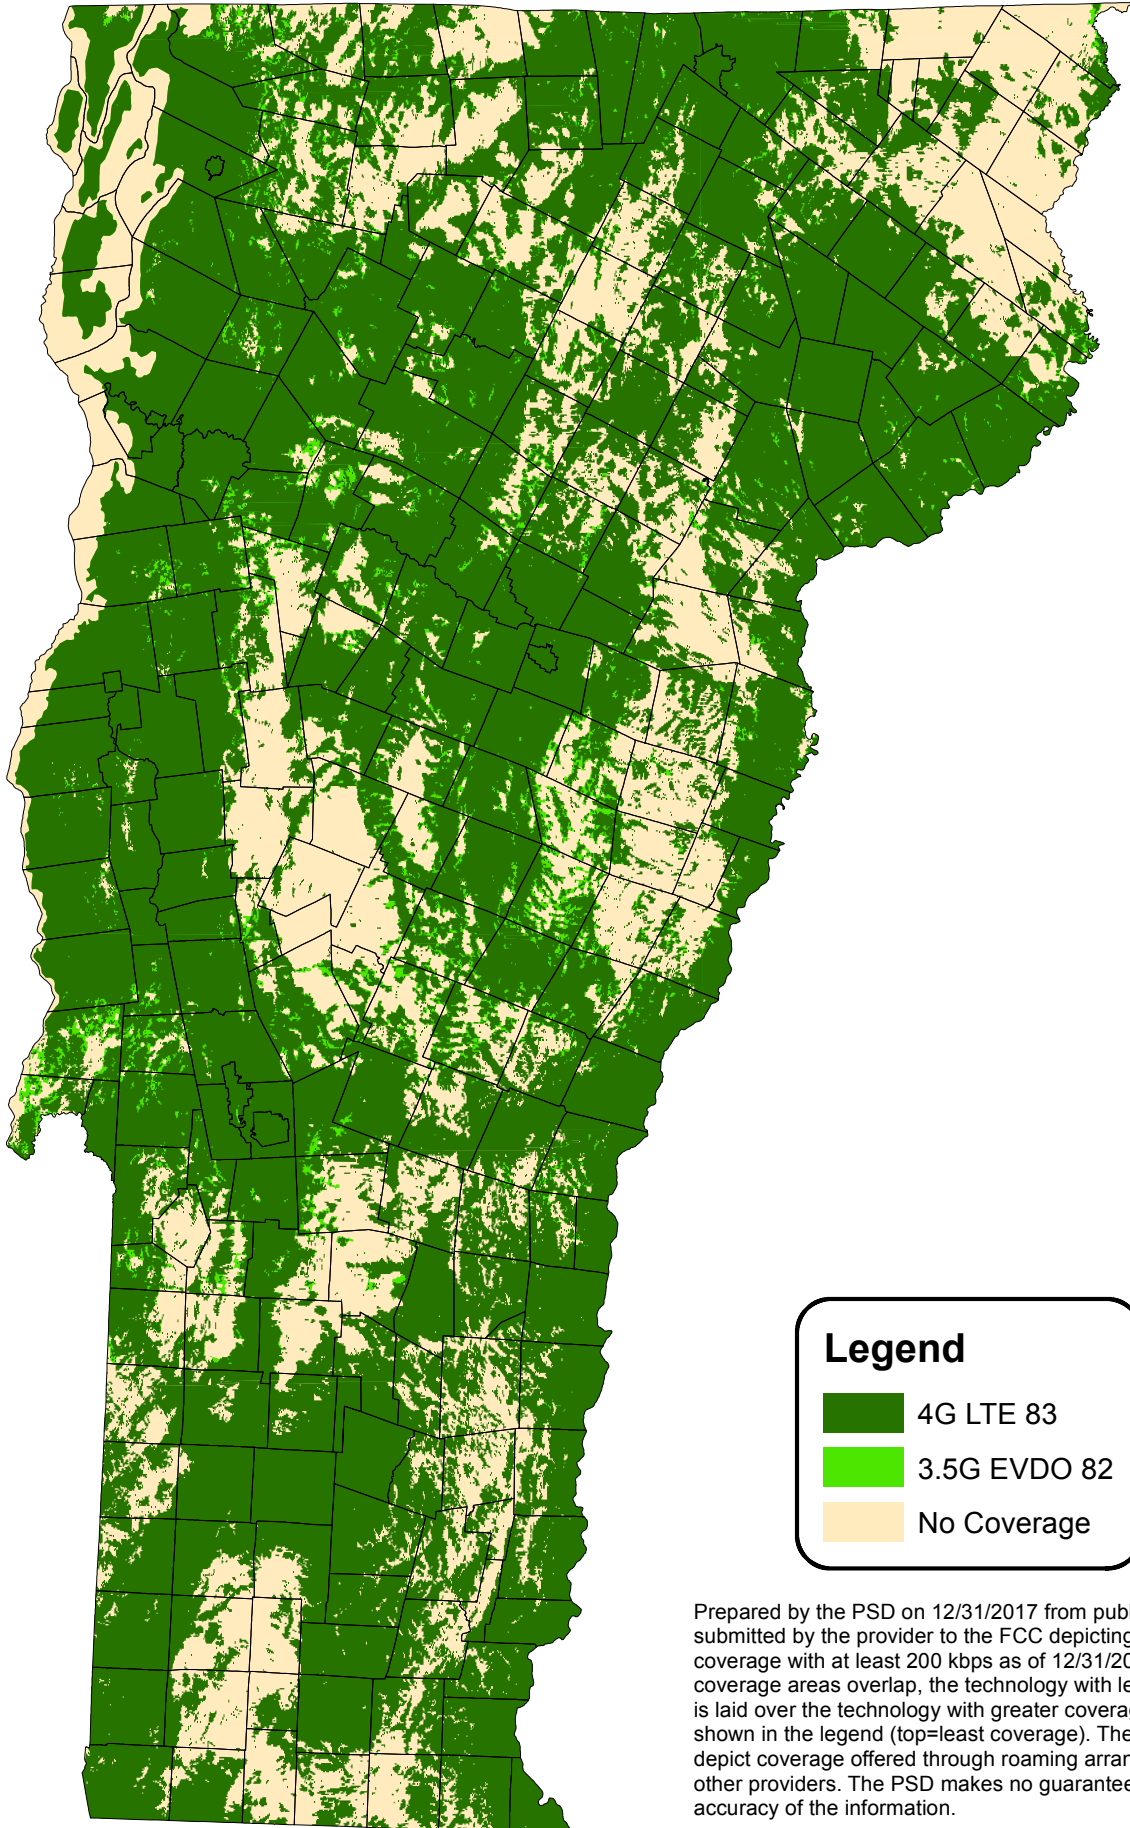 Legend
4G LTE 83
3.5G EVDO 82
No Coverage
Prepared by the PSD on 12/31/2017 from publ
submitted by the provider to the FCC depicting
coverage with at least 200 kbps as of 12/31/20
coverage areas overlap, the technology with le
is laid over the technology with greater coverag
shown in the legend (top=least coverage). The
depict coverage offered through roaming arran
other providers. The PSD makes no guarantee
accuracy of the information.